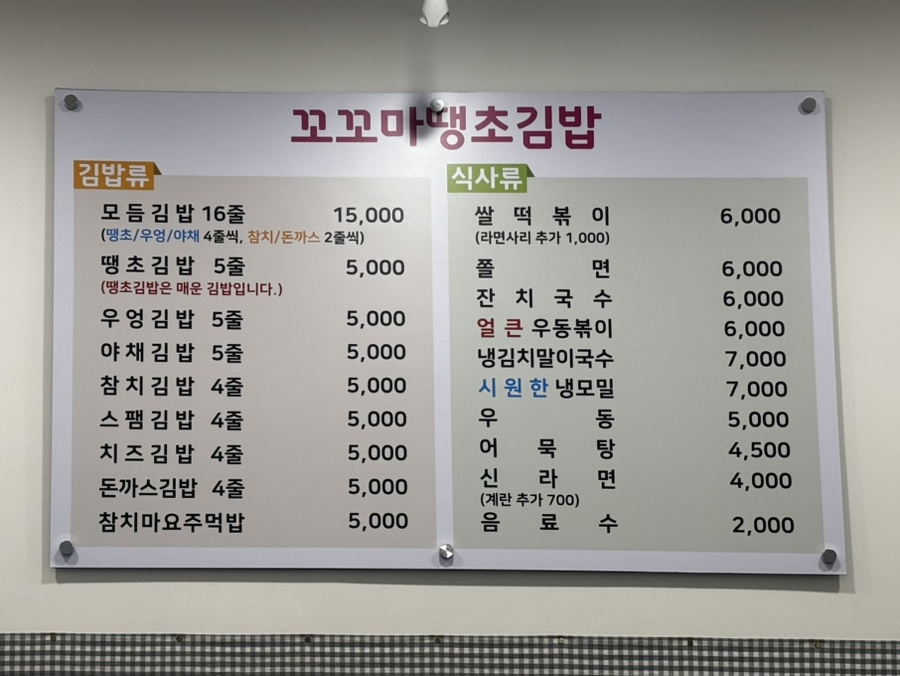 꼬꼬마땡초김밥
김밥류
모듬김밥 16줄 15,000
(땡초/우엉/야채 4줄씩, 참치/돈까스 2줄씩)
땡초김밥 5줄 5,000
(땡초김밥은 매운 김밥입니다.)
우엉김밥 5줄 5,000
야채김밥 5줄 5,000
참치김밥 4줄 5,000
스팸김밥 4줄 5,000
치즈김밥 4줄 5,000
돈까스김밥 4줄 5,000
참치마요주먹밥 5,000
식사류
쌀떡볶이 6,000
(라면사리 추가 1,000)
쫄면 6,000
잔치국수 6,000
얼큰 우동볶이 6,000
냉김치말이국수 7,000
시원한 냉모밀 7,000
우동 5,000
어묵탕 4,500
신라면 4,000
(계란 추가 700)
음료수 2,000